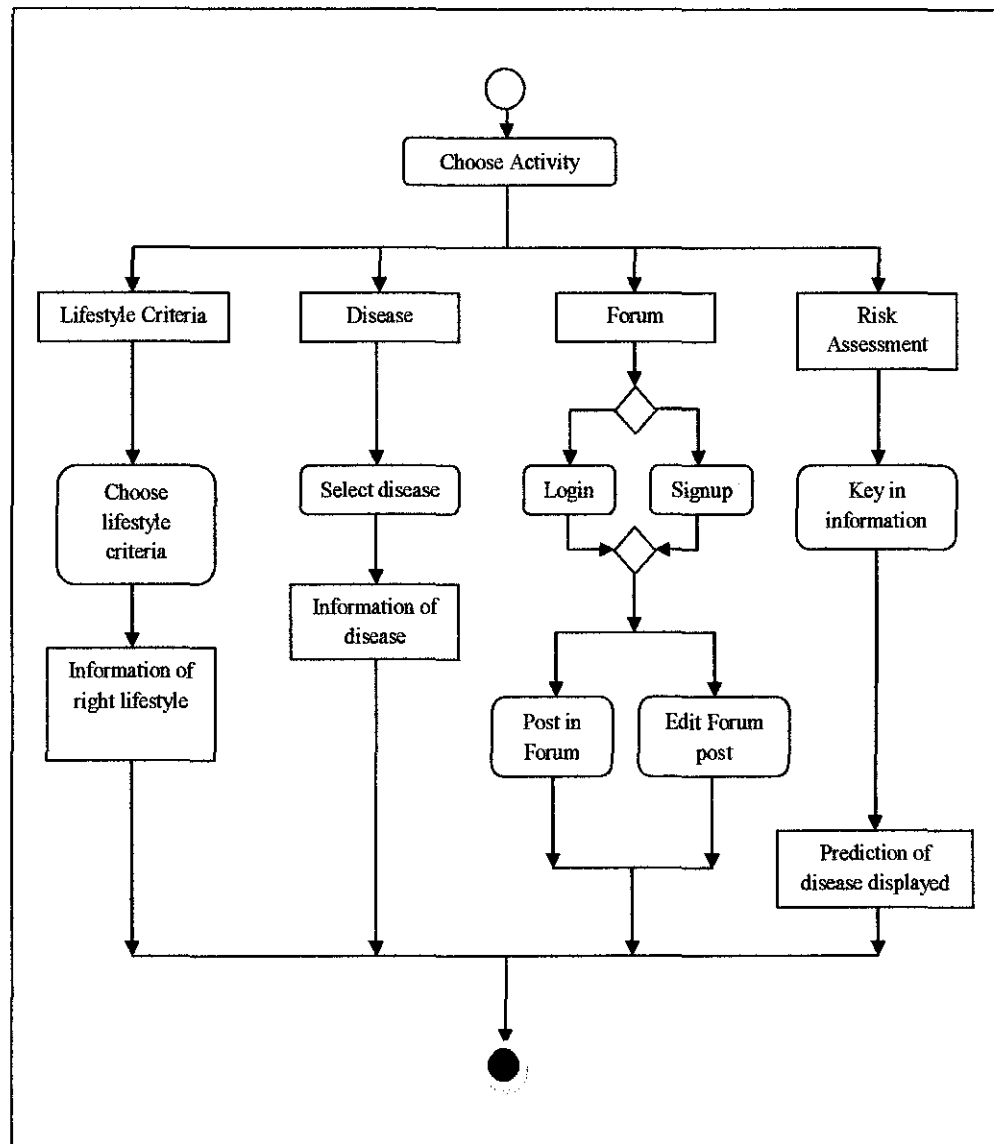 Choose Activity
Lifestyle Criteria
Disease
Forum
Risk
Assessment
Choose
lifestyle
criteria
Select disease
Login
Signup
Key in
information
Information of
disease
Information of
right lifestyle
Post in
Forum
Edit Forum
post
Prediction of
disease displayed